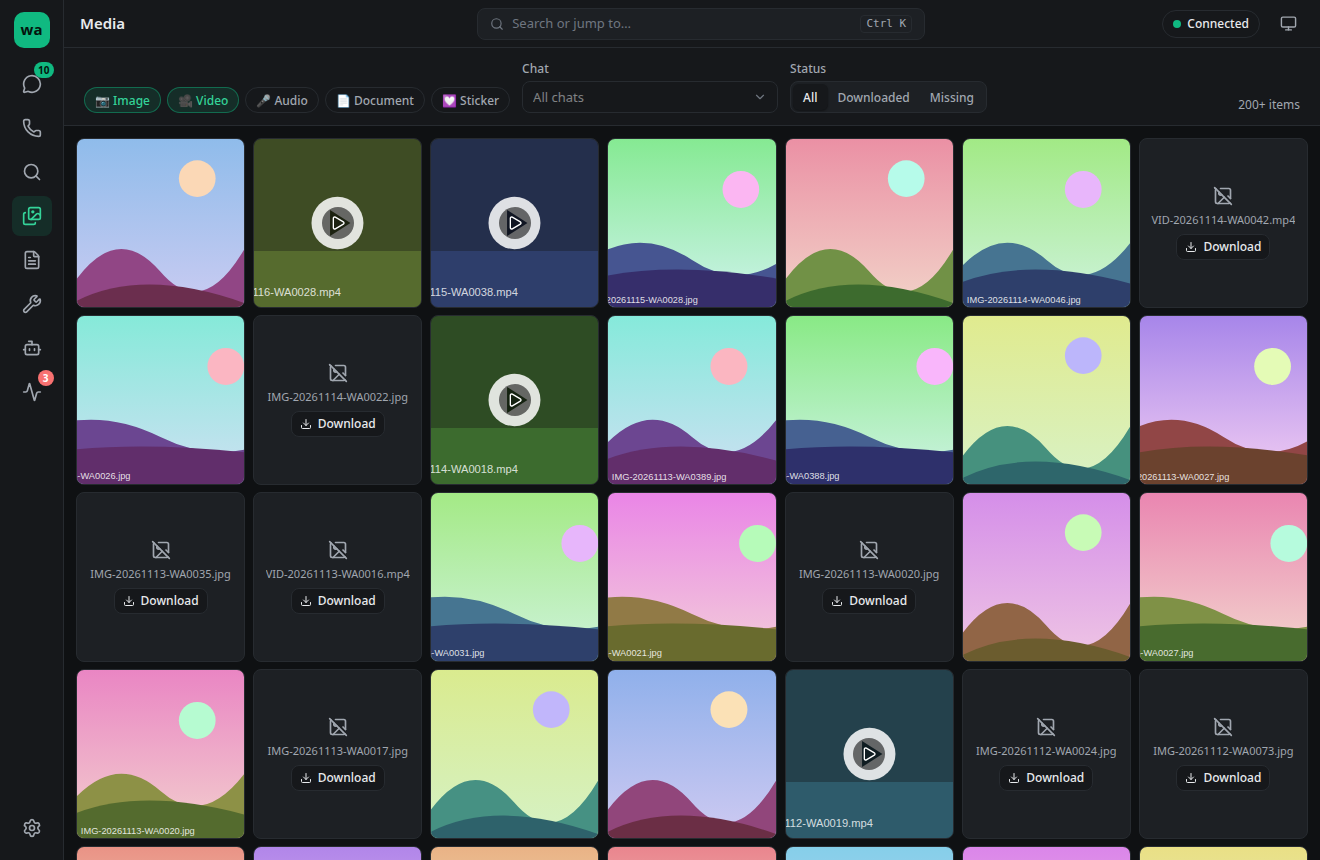 wa
Media
Search or jump to...
Ctrl K
Connected
10
3
Image
Video
Audio
Document
Sticker
Chat
All chats
Status
All
Downloaded
Missing
200+ items
116-WA0028.mp4
115-WA0038.mp4
20261115-WA0028.jpg
IMG-20261114-WA0046.jpg
VID-20261114-WA0042.mp4
Download
-WA0026.jpg
IMG-20261114-WA0022.jpg
Download
114-WA0018.mp4
IMG-20261113-WA0389.jpg
-WA0388.jpg
20261113-WA0027.jpg
IMG-20261113-WA0035.jpg
Download
VID-20261113-WA0016.mp4
Download
-WA0031.jpg
-WA0021.jpg
IMG-20261113-WA0020.jpg
Download
-WA0027.jpg
IMG-20261113-WA0020.jpg
IMG-20261113-WA0017.jpg
Download
112-WA0019.mp4
IMG-20261112-WA0024.jpg
Download
IMG-20261112-WA0073.jpg
Download